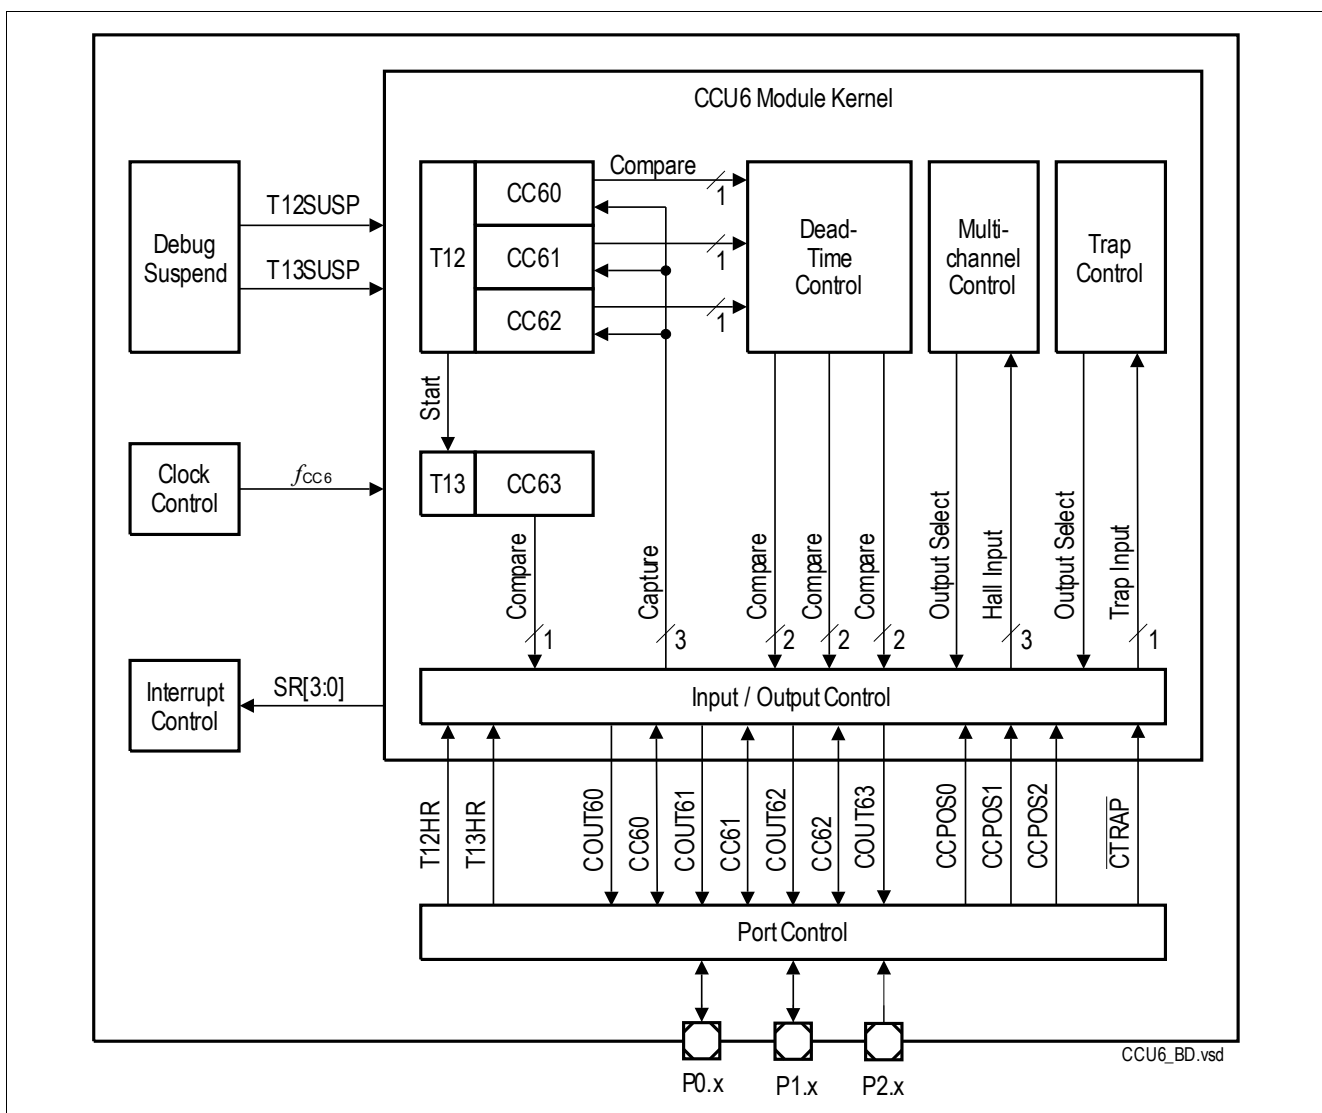 CCU6 Module Kernel
Debug
Suspend
T12SUSP
T13SUSP
T12
CC60
CC61
CC62
Compare
1
1
1
Dead-
Time
Control
Multi-
channel
Control
Trap
Control
Start
T13
CC63
Clock
Control
fCC6
Compare
1
Capture
3
Compare
2
Compare
2
Compare
2
Output Select
Hall Input
3
Output Select
Trap Input
1
Interrupt
Control
SR[3:0]
Input / Output Control
T12HR
T13HR
COUT60
CC60
COUT61
CC61
COUT62
CC62
COUT63
CCPOS0
CCPOS1
CCPOS2
CTRAP
Port Control
P0.x
P1.x
P2.x
CCU6_BD.vsd